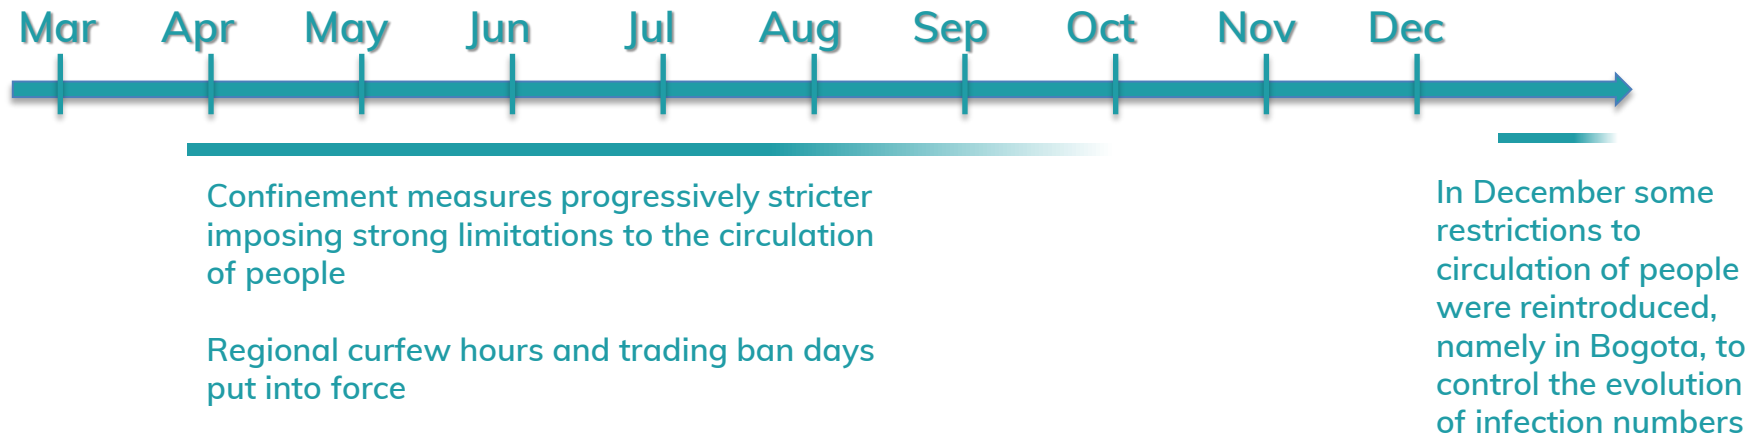 Mar Apr May Jun Jul Aug Sep Oct Nov Dec
Confinement measures progressively stricter
imposing strong limitations to the circulation
of people
Regional curfew hours and trading ban days
put into force
In December some
restrictions to
circulation of people
were reintroduced,
namely in Bogota, to
control the evolution
of infection numbers